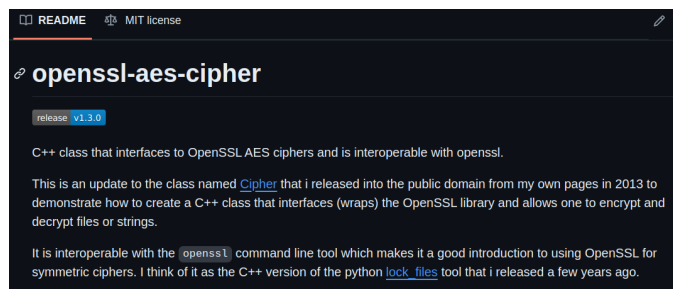 README MIT license
openssl-aes-cipher
release v1.3.0
C++ class that interfaces to OpenSSL AES ciphers and is interoperable with openssl.
This is an update to the class named Cipher that i released into the public domain from my own pages in 2013 to
demonstrate how to create a C++ class that interfaces (wraps) the OpenSSL library and allows one to encrypt and
decrypt files or strings.
It is interoperable with the openssl command line tool which makes it a good introduction to using OpenSSL for
symmetric ciphers. I think of it as the C++ version of the python lock_files tool that i released a few years ago.